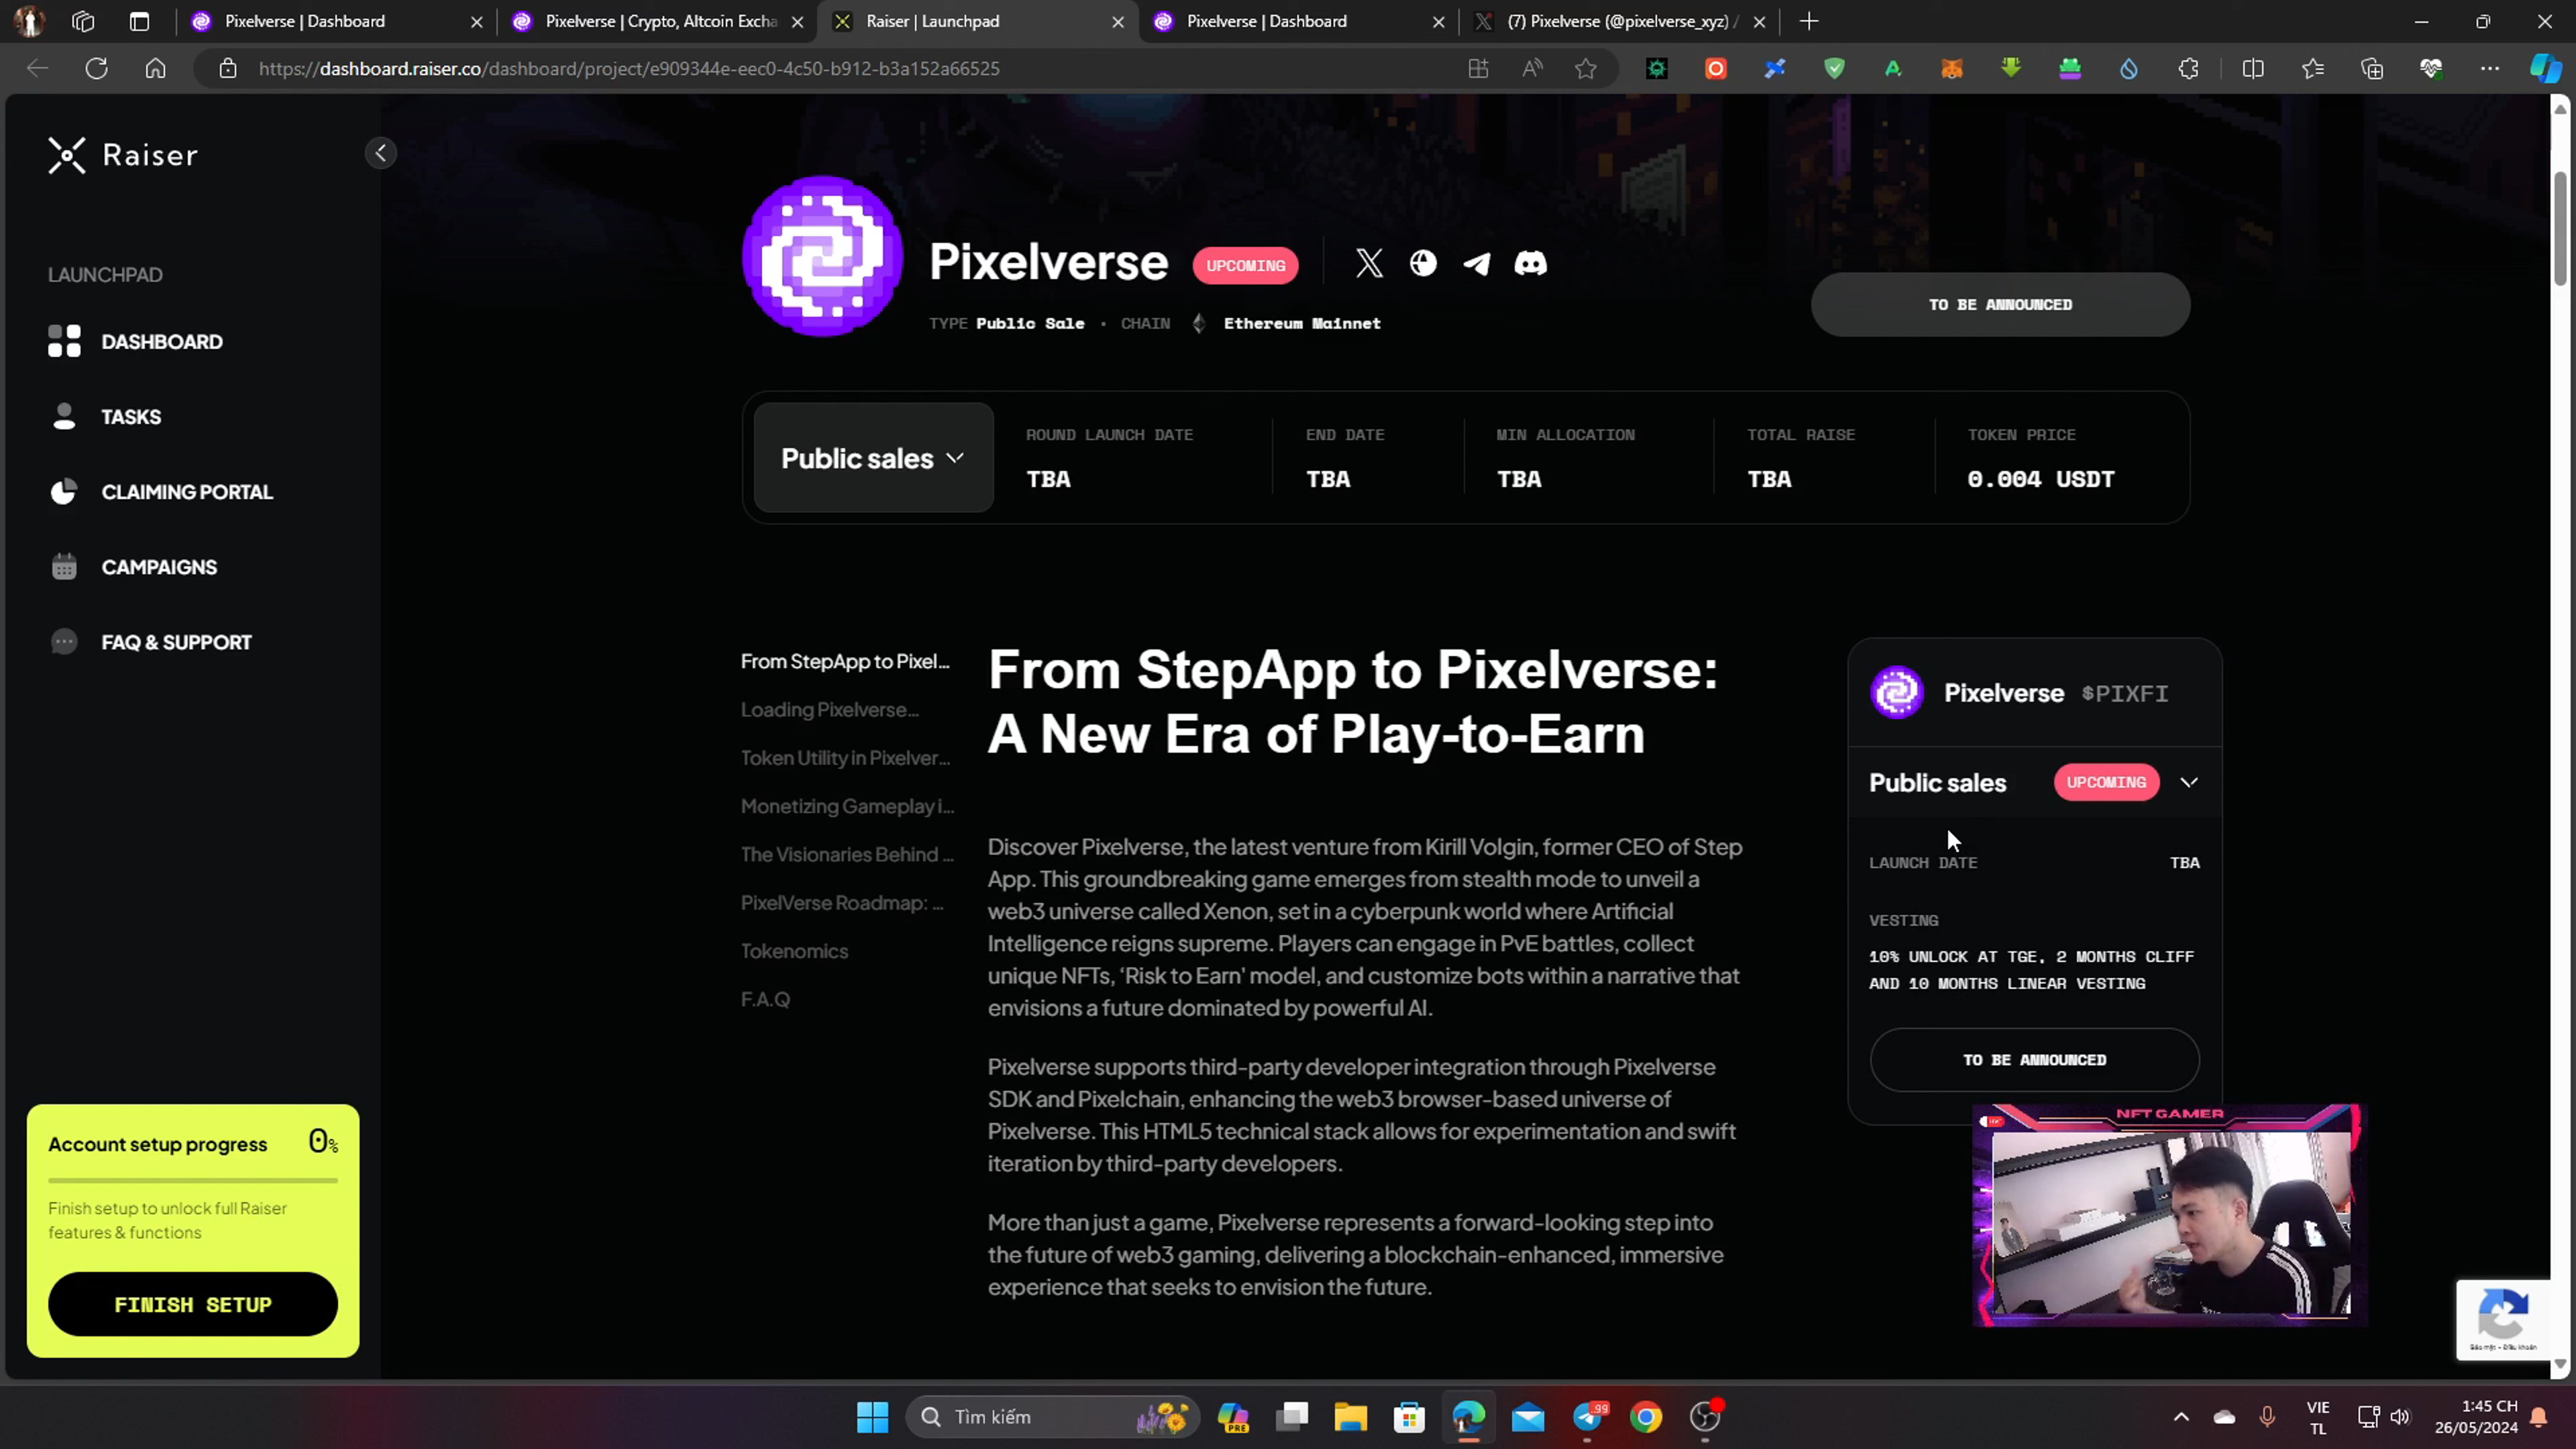 Pixelverse | Dashboard
Pixelverse | Crypto, Altcoin Excha
Raiser | Launchpad
Pixelverse | Dashboard
(7) Pixelverse (@pixelverse_xyz) /
https://dashboard.raiser.co/dashboard/project/e909344e-eec0-4c50-b912-b3a152a66525
Raiser
LAUNCHPAD
DASHBOARD
TASKS
CLAIMING PORTAL
CAMPAIGNS
FAQ & SUPPORT
Account setup progress 0%
Finish setup to unlock full Raiser
features & functions
FINISH SETUP
Pixelverse UPCOMING
TYPE Public Sale · CHAIN Ethereum Mainnet
TO BE ANNOUNCED
Public sales
ROUND LAUNCH DATE
TBA
END DATE
TBA
MIN ALLOCATION
TBA
TOTAL RAISE
TBA
TOKEN PRICE
0.004 USDT
From StepApp to Pixel...
Loading Pixelverse...
Token Utility in Pixelver...
Monetizing Gameplay i...
The Visionaries Behind ...
PixelVerse Roadmap: ...
Tokenomics
F.A.Q
From StepApp to Pixelverse:
A New Era of Play-to-Earn
Discover Pixelverse, the latest venture from Kirill Volgin, former CEO of Step
App. This groundbreaking game emerges from stealth mode to unveil a
web3 universe called Xenon, set in a cyberpunk world where Artificial
Intelligence reigns supreme. Players can engage in PvE battles, collect
unique NFTs, ‘Risk to Earn' model, and customize bots within a narrative that
envisions a future dominated by powerful AI.
Pixelverse supports third-party developer integration through Pixelverse
SDK and Pixelchain, enhancing the web3 browser-based universe of
Pixelverse. This HTML5 technical stack allows for experimentation and swift
iteration by third-party developers.
More than just a game, Pixelverse represents a forward-looking step into
the future of web3 gaming, delivering a blockchain-enhanced, immersive
experience that seeks to envision the future.
Pixelverse $PIXFI
Public sales UPCOMING
LAUNCH DATE TBA
VESTING
10% UNLOCK AT TGE, 2 MONTHS CLIFF
AND 10 MONTHS LINEAR VESTING
TO BE ANNOUNCED
NFT GAMER
Bảo mật - Điều khoản
Tìm kiếm
PRE
99
VIE
TL
1:45 CH
26/05/2024